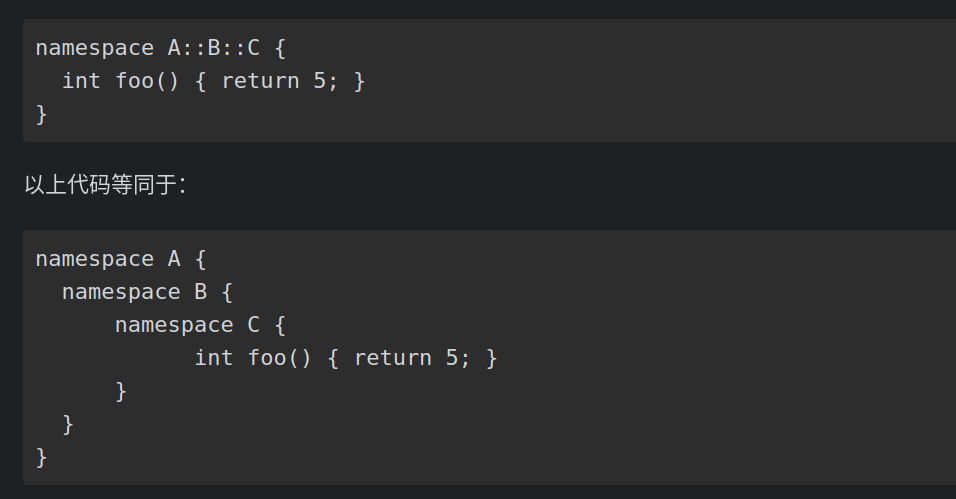 namespace A::B::C {
  int foo() { return 5; }
}
以上代码等同于：
namespace A {
  namespace B {
      namespace C {
            int foo() { return 5; }
      }
  }
}